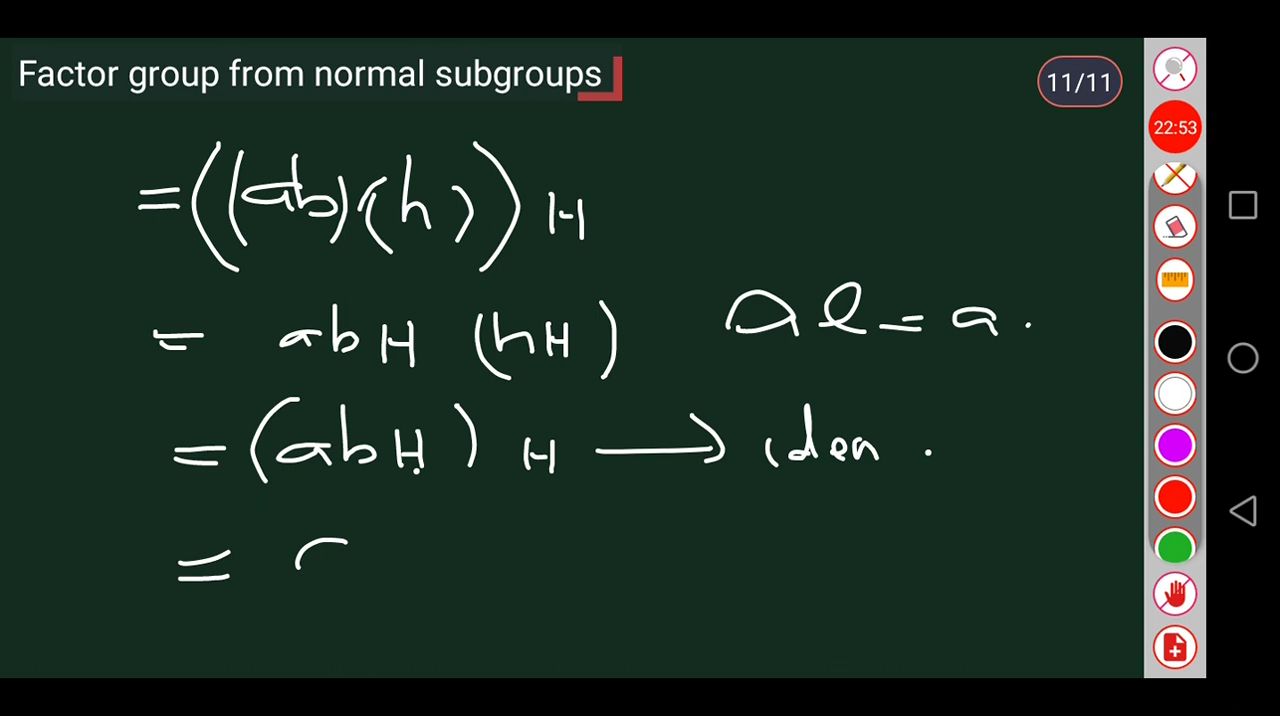 Factor group from normal subgroups
11/11
22:53
= ((ab)(h)) H
= abH (hH)
ae = a.
= (abH) H → iden.
=